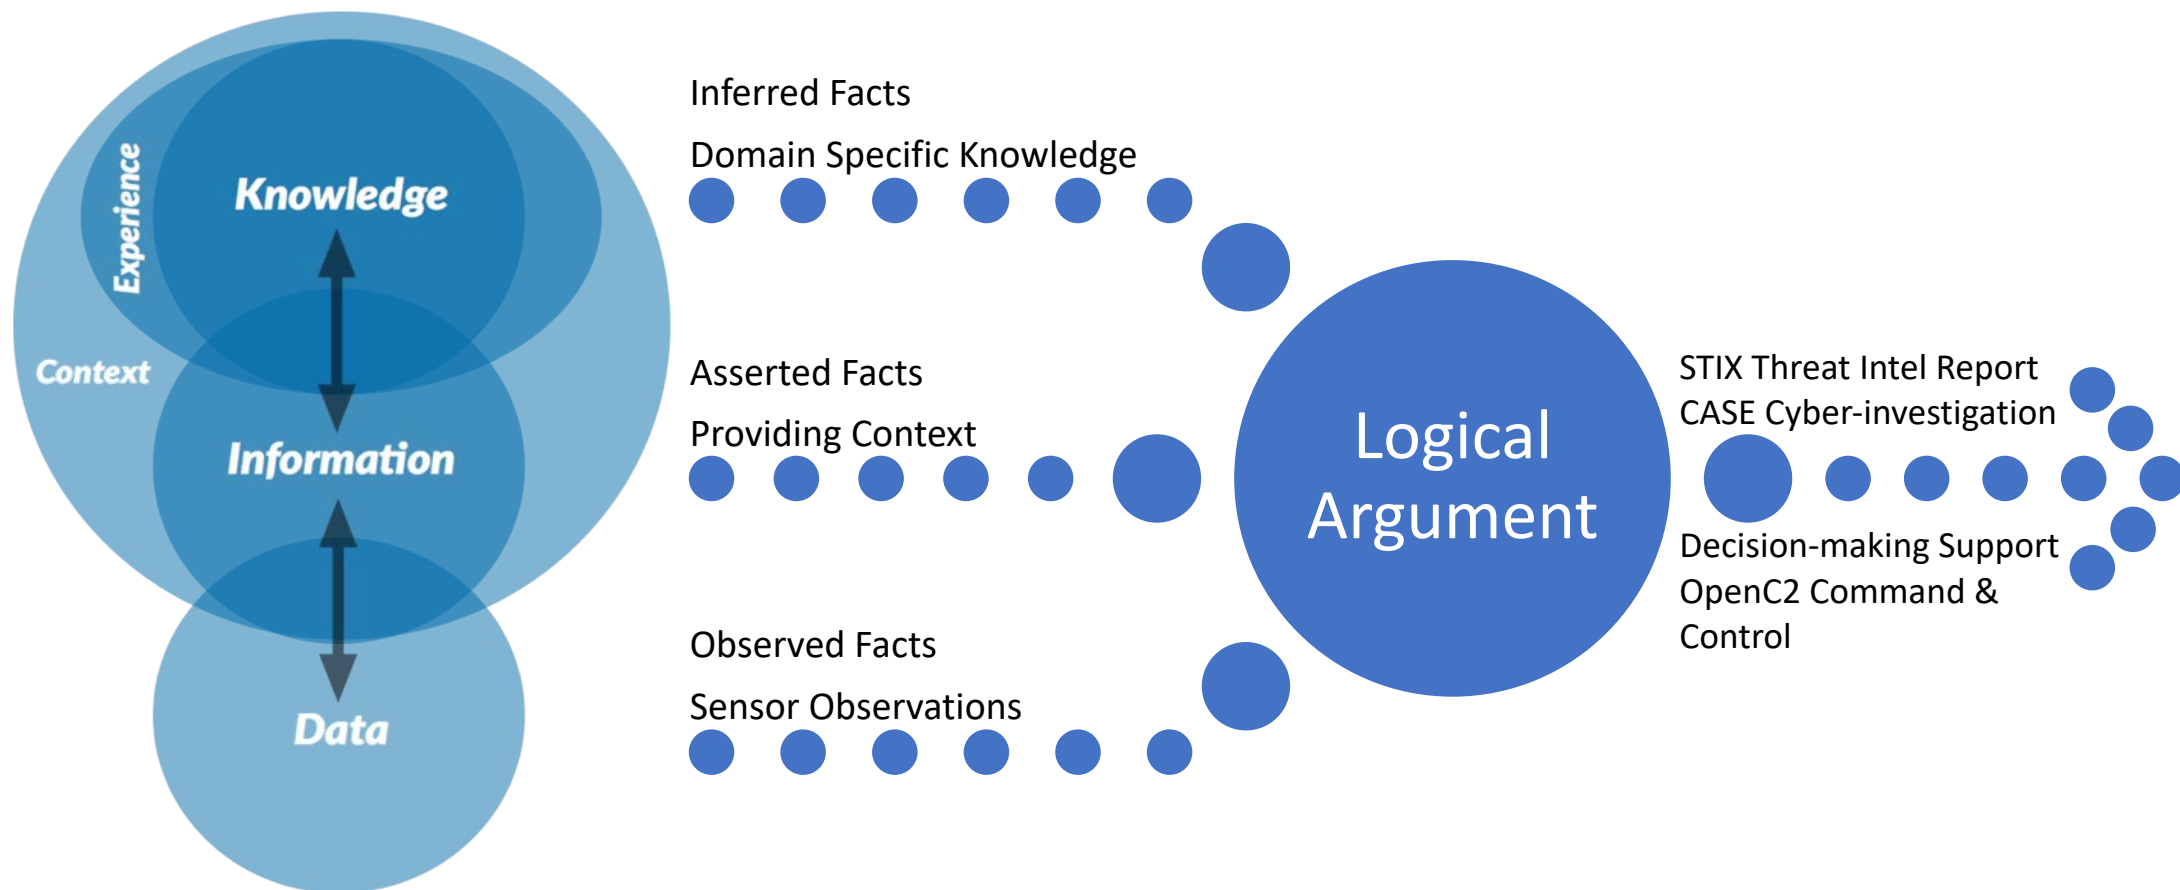 Experience
Knowledge
Context
Information
Data
Inferred Facts
Domain Specific Knowledge
Asserted Facts
Providing Context
Observed Facts
Sensor Observations
Logical
Argument
STIX Threat Intel Report
CASE Cyber-investigation
Decision-making Support
OpenC2 Command &
Control